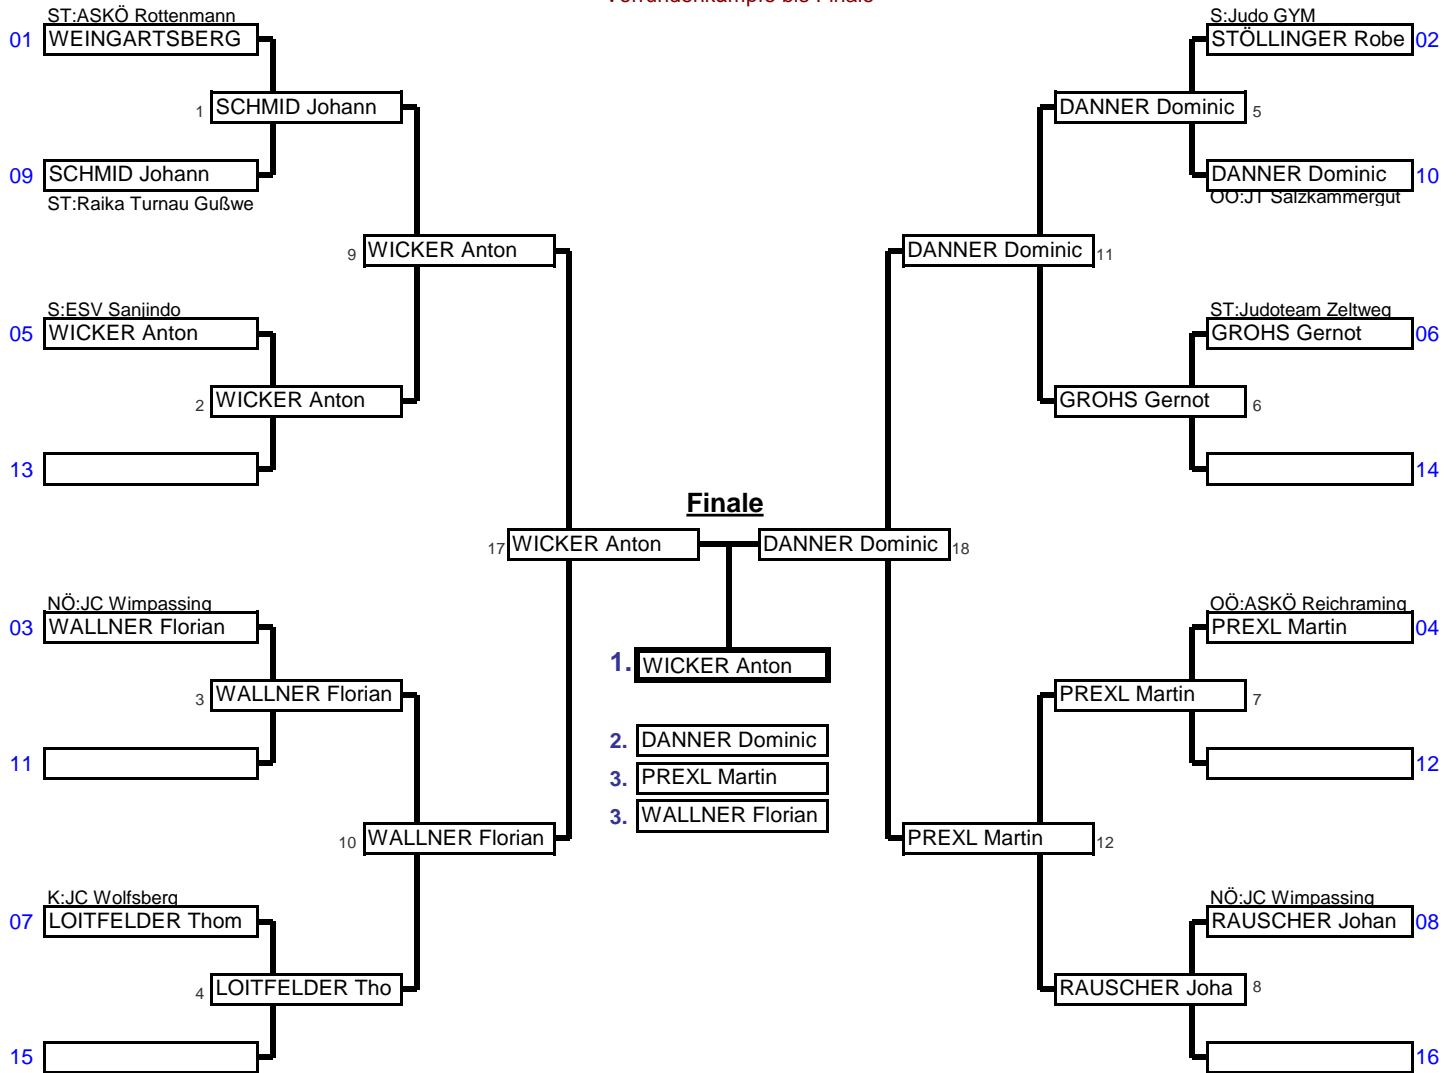 Vorrundenkämpfe bis Finale
ST:ASKÖ Rottenmann
01 WEINGARTSBERG
1 SCHMID Johann
09 SCHMID Johann
ST:Raika Turnau Gußwe
9 WICKER Anton
S:ESV Sanjindo
05 WICKER Anton
2 WICKER Anton
13
17 WICKER Anton
NÖ:JC Wimpassing
03 WALLNER Florian
3 WALLNER Florian
11
10 WALLNER Florian
K:JC Wolfsberg
07 LOITFELDER Thom
4 LOITFELDER Tho
15
Finale
1. WICKER Anton
2. DANNER Dominic
3. PREXL Martin
3. WALLNER Florian
S:Judo GYM
STÖLLINGER Robe 02
DANNER Dominic 5
DANNER Dominic 10
OÖ:JT Salzkammergut
DANNER Dominic 11
ST:Judoteam Zeltweg
GROHS Gernot 06
GROHS Gernot 6
14
DANNER Dominic 18
OÖ:ASKÖ Reichraming
PREXL Martin 04
PREXL Martin 7
12
PREXL Martin 12
NÖ:JC Wimpassing
RAUSCHER Johan 08
RAUSCHER Joha 8
16